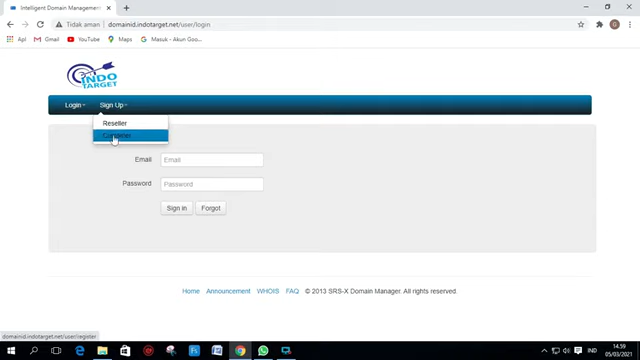 Intelligent Domain Management
Tidak aman | domainid.indotarget.net/user/login
Apl Gmail YouTube Maps Masuk - Akun Goo...
INDO
TARGET
Login Sign Up
Reseller
Customer
Email Email
Password Password
Sign in Forgot
Home Announcement WHOIS FAQ © 2013 SRS-X Domain Manager. All rights reserved.
domainid.indotarget.net/user/register
IND
14.59
05/03/2021